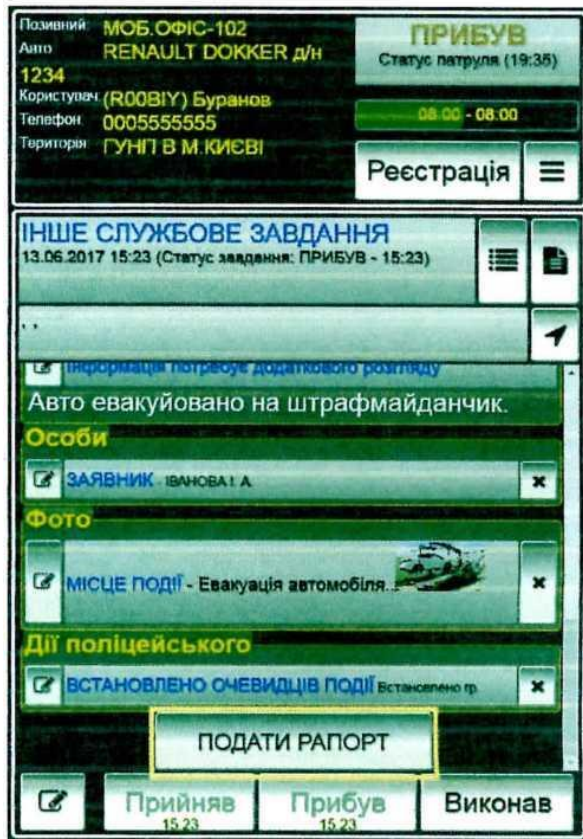 Позивний МОБ.ОФІС-102
Авто RENAULT DOKKER д/н
1234
Користувач (R00BIY) Буранов
Телефон 0005555555
Територія ГУНП В М.КИЄВІ
ПРИБУВ
Статус патруля (19:35)
08:00 - 08:00
Реєстрація
ІНШЕ СЛУЖБОВЕ ЗАВДАННЯ
13.06.2017 15:23 (Статус завдання: ПРИБУВ - 15:23)
, ,
Інформація потребує додаткового розгляду
Авто евакуйовано на штрафмайданчик.
Особи
ЗАЯВНИК - ІВАНОВА І. А.
Фото
МІСЦЕ ПОДІЇ - Евакуація автомобіля..
Дії поліцейського
ВСТАНОВЛЕНО ОЧЕВИДЦІВ ПОДІЇ Встановлено гр.
ПОДАТИ РАПОРТ
Прийняв
15:23
Прибув
15:23
Виконав